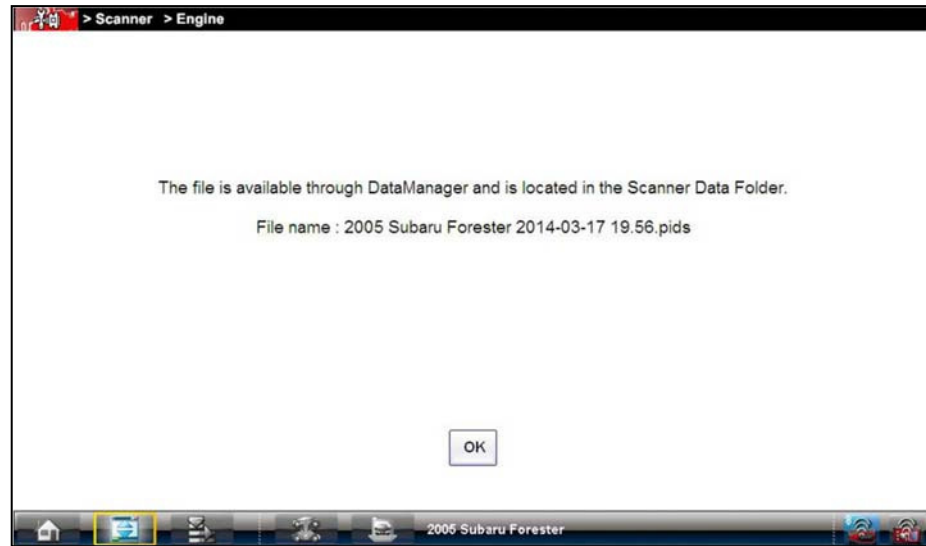 > Scanner > Engine
The file is available through DataManager and is located in the Scanner Data Folder.
File name : 2005 Subaru Forester 2014-03-17 19.56.pids
OK
2005 Subaru Forester